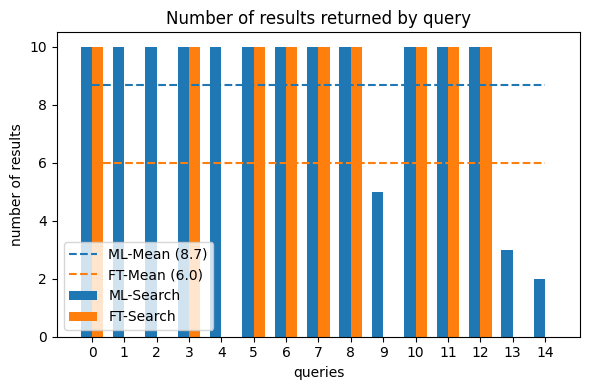 Number of results returned by query
number of results
10
8
6
4
2
0
ML-Mean (8.7)
FT-Mean (6.0)
ML-Search
FT-Search
0 1 2 3 4 5 6 7 8 9 10 11 12 13 14
queries